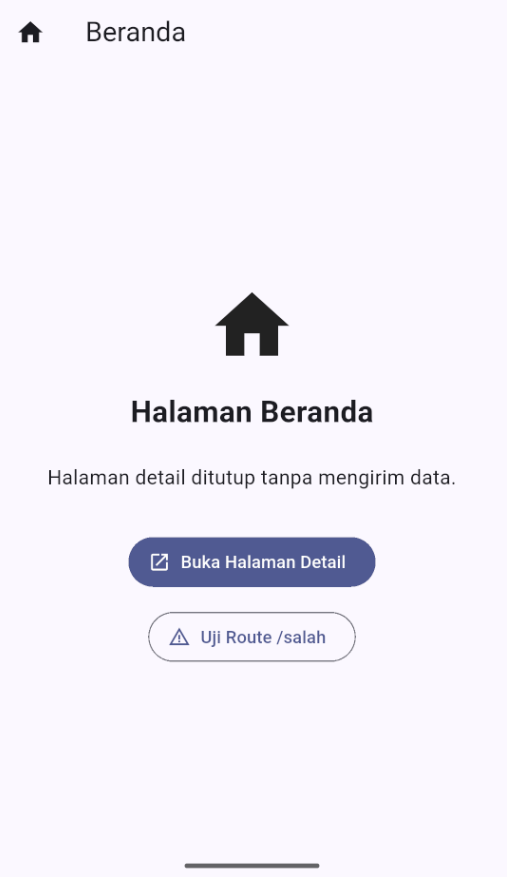 Beranda
Halaman Beranda
Halaman detail ditutup tanpa mengirim data.
Buka Halaman Detail
Uji Route /salah